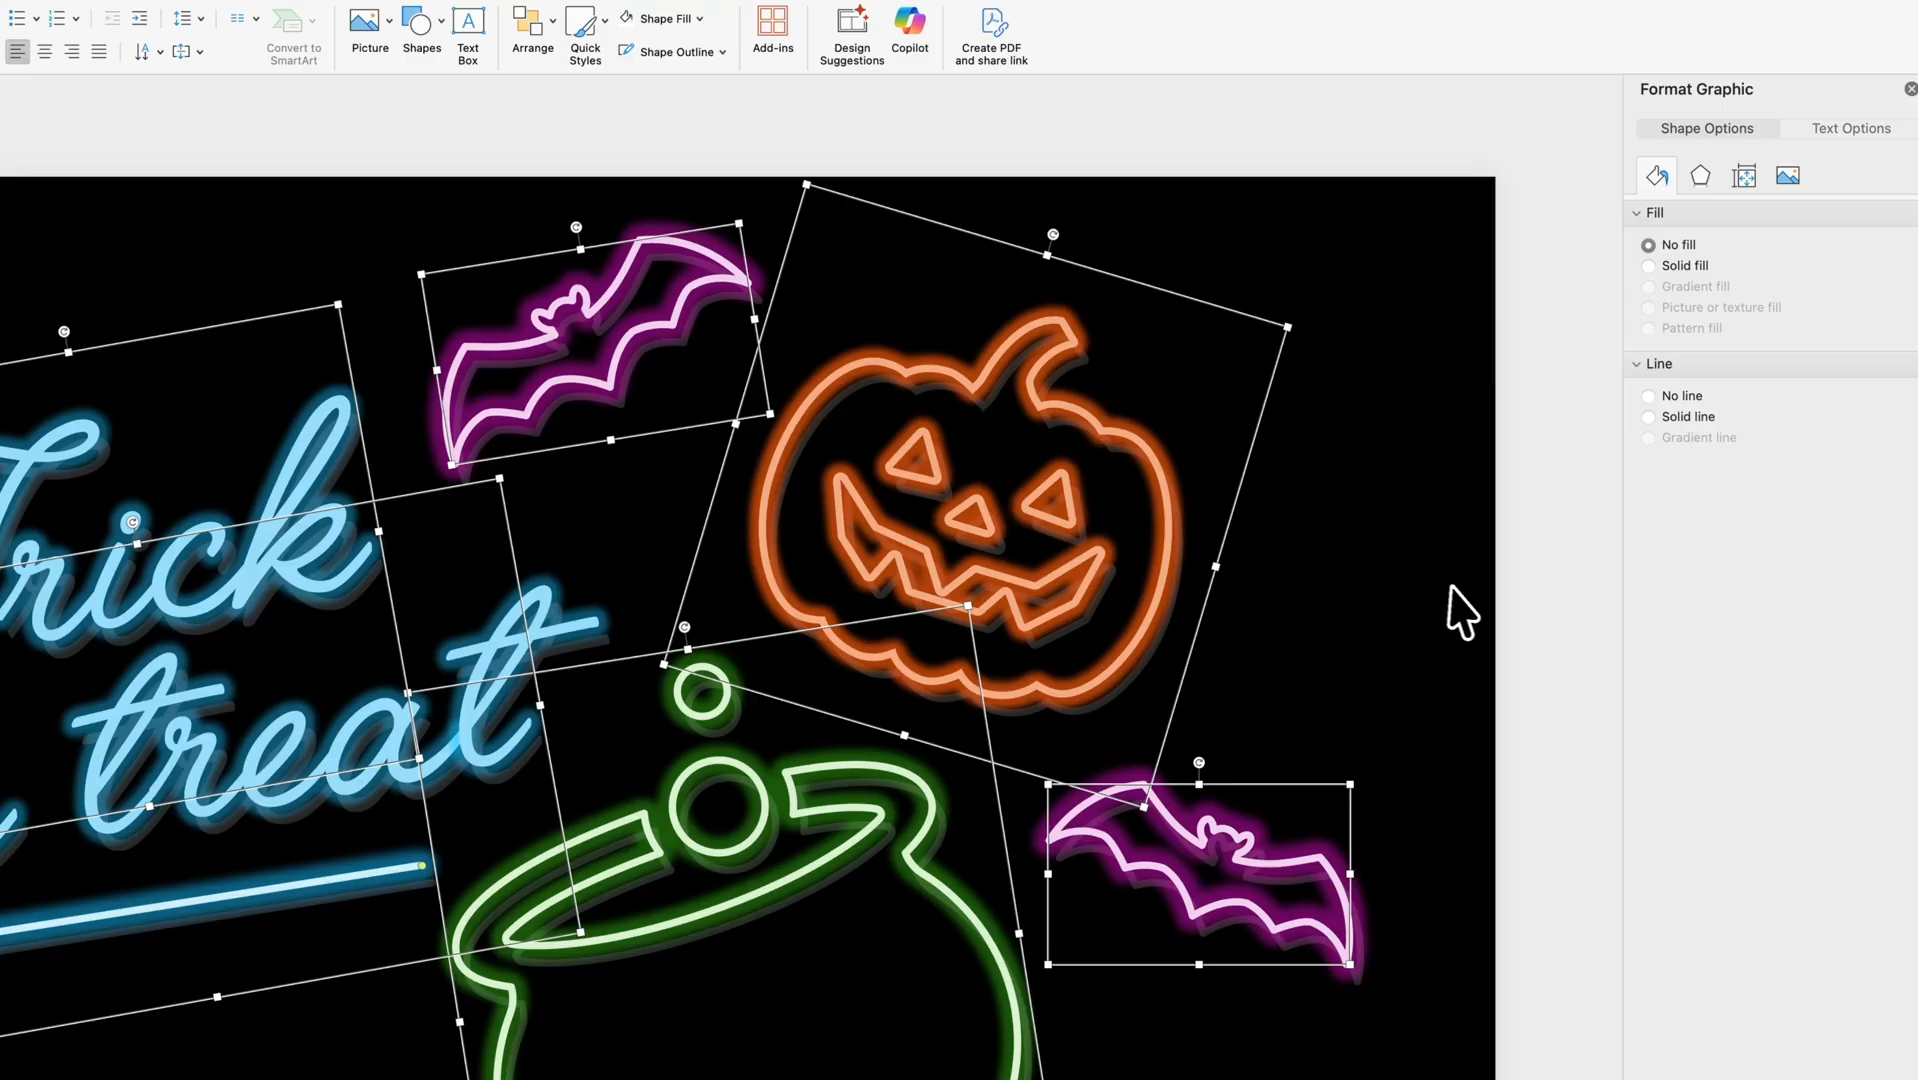 Convert to
SmartArt
Picture
Shapes
Text
Box
Arrange
Quick
Styles
Shape Fill
Shape Outline
Add-ins
Design
Suggestions
Copilot
Create PDF
and share link
Format Graphic
Shape Options
Text Options
Fill
No fill
Solid fill
Gradient fill
Picture or texture fill
Pattern fill
Line
No line
Solid line
Gradient line
Trick
treat